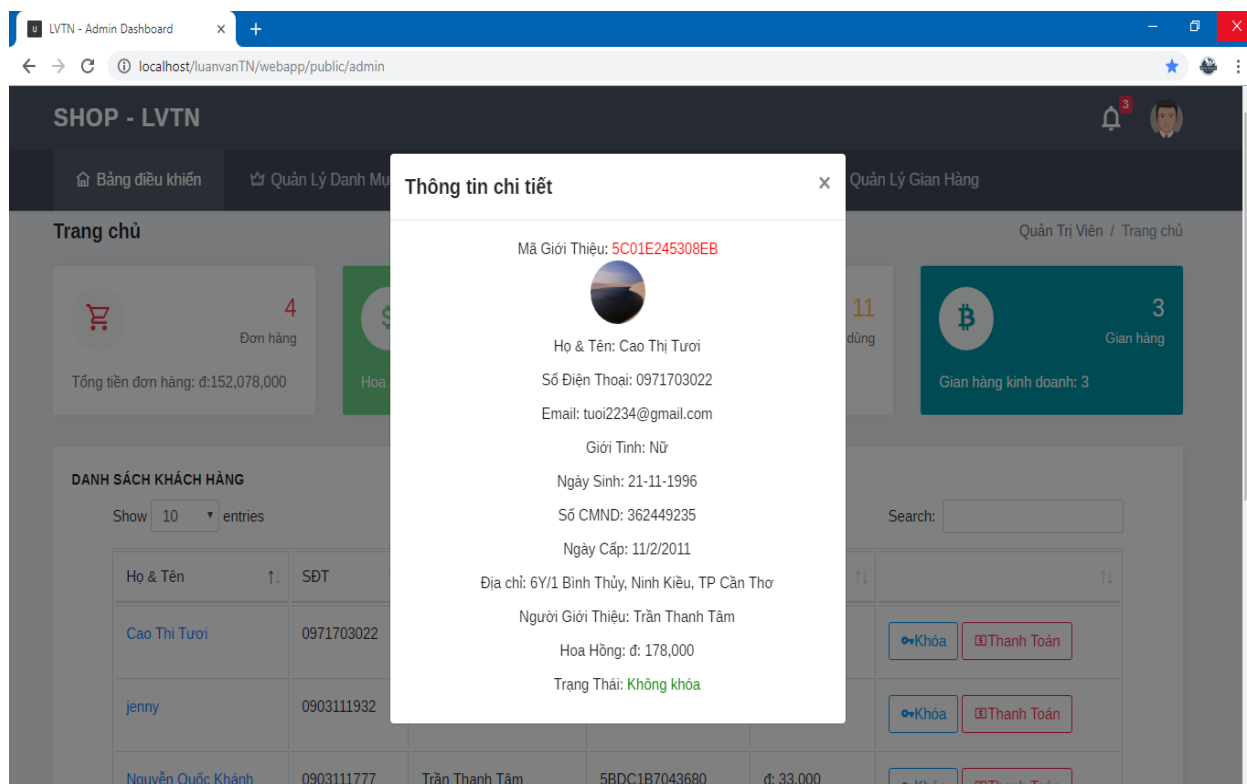 LVTN - Admin Dashboard
localhost/luanvanTN/webapp/public/admin
SHOP - LVTN
3
Bảng điều khiển
Quản Lý Danh Mụ
Quản Lý Gian Hàng
Trang chủ
Quản Trị Viên / Trang chủ
4
Đơn hàng
Tổng tiền đơn hàng: đ:152,078,000
Hoa
11
dùng
3
Gian hàng
Gian hàng kinh doanh: 3
Thông tin chi tiết
Mã Giới Thiệu: 5C01E245308EB
Họ & Tên: Cao Thị Tươi
Số Điện Thoại: 0971703022
Email: tuoi2234@gmail.com
Giới Tinh: Nữ
Ngày Sinh: 21-11-1996
Số CMND: 362449235
Ngày Cấp: 11/2/2011
Địa chỉ: 6Y/1 Bình Thủy, Ninh Kiều, TP Cần Thơ
Người Giới Thiệu: Trần Thanh Tâm
Hoa Hồng: đ: 178,000
Trạng Thái: Không khóa
DANH SÁCH KHÁCH HÀNG
Show 10 entries
Search:
Họ & Tên SĐT
Cao Thi Tươi 0971703022 Khóa Thanh Toán
jenny 0903111932 Khóa Thanh Toán
Nguyễn Quốc Khánh 0903111777 Trần Thanh Tâm 5BDC1B7043680 đ: 33,000 Khóa Thanh Toán